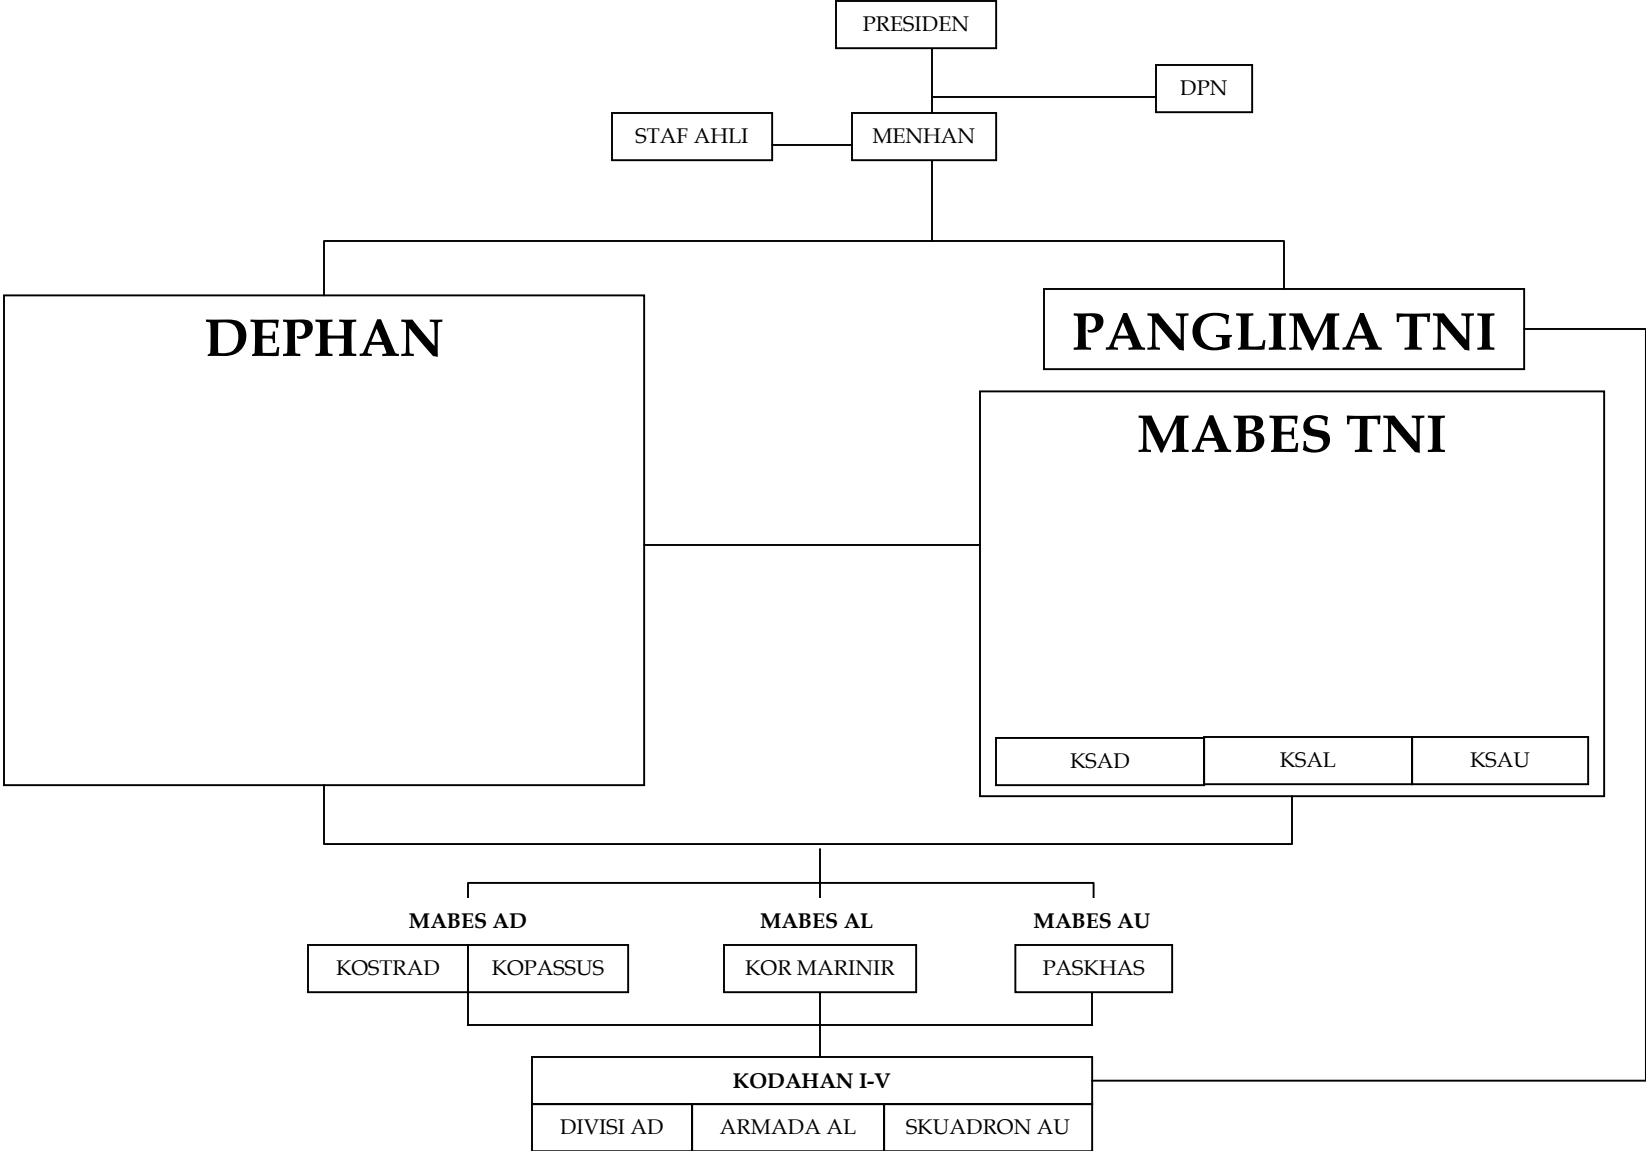 PRESIDEN
DPN
STAF AHLI
MENHAN
DEPHAN
PANGLIMA TNI
MABES TNI
KSAD
KSAL
KSAU
MABES AD
MABES AL
MABES AU
KOSTRAD
KOPASSUS
KOR MARINIR
PASKHAS
KODAHAN I-V
DIVISI AD
ARMADA AL
SKUADRON AU